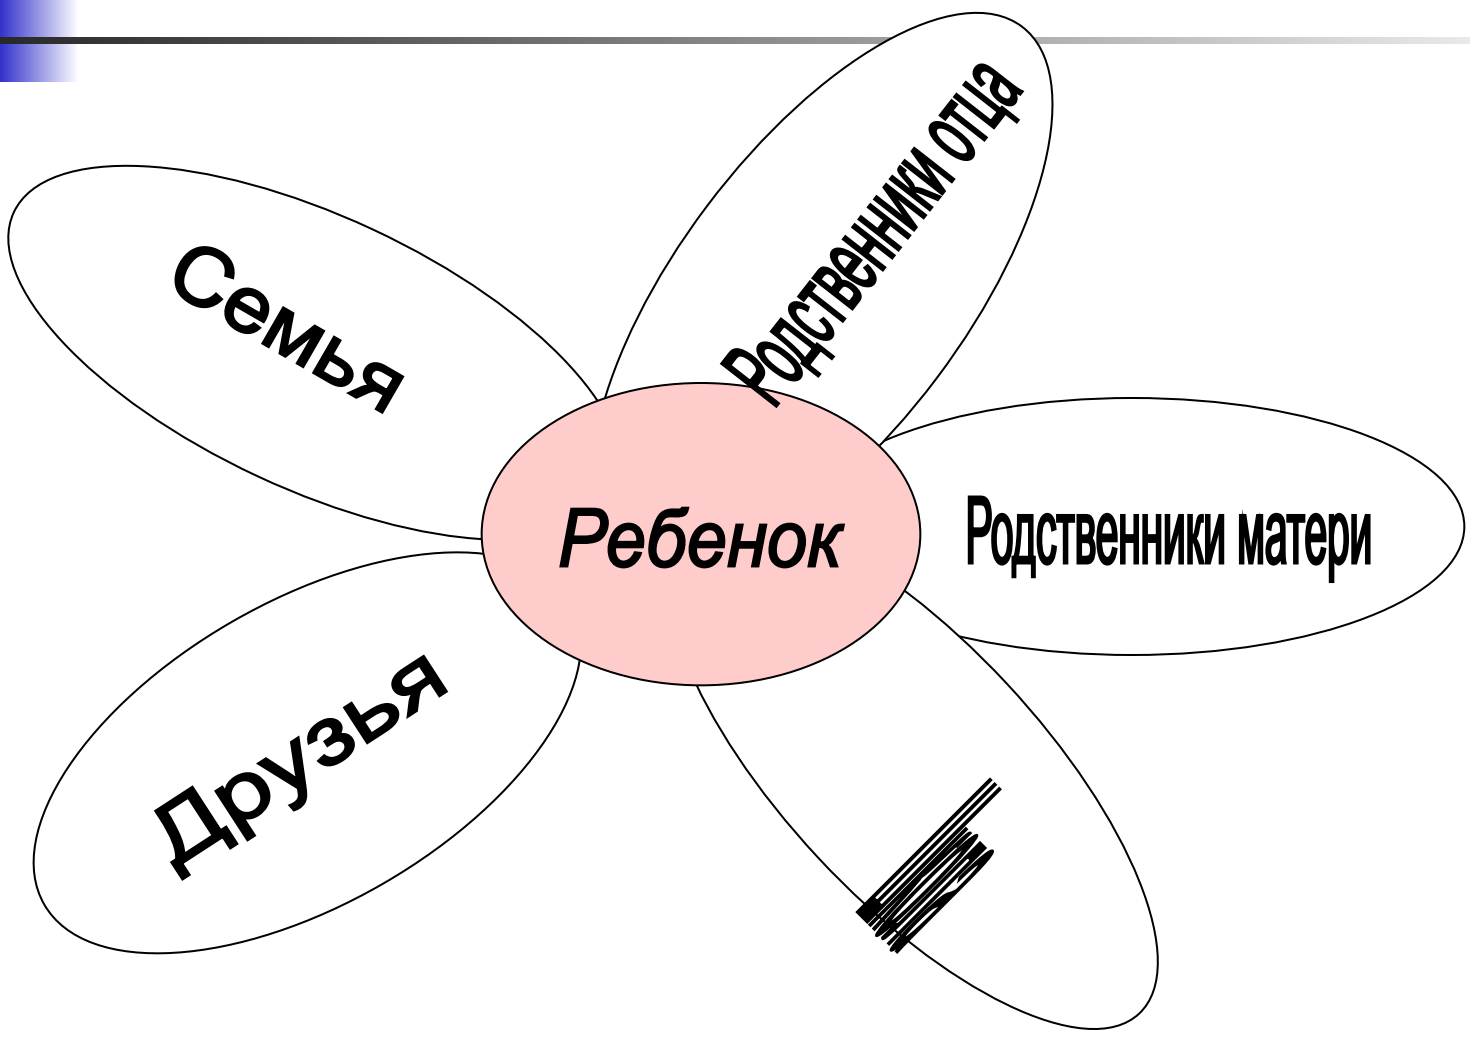 Родственники отца
Семья
Ребенок
Родственники матери
Друзья